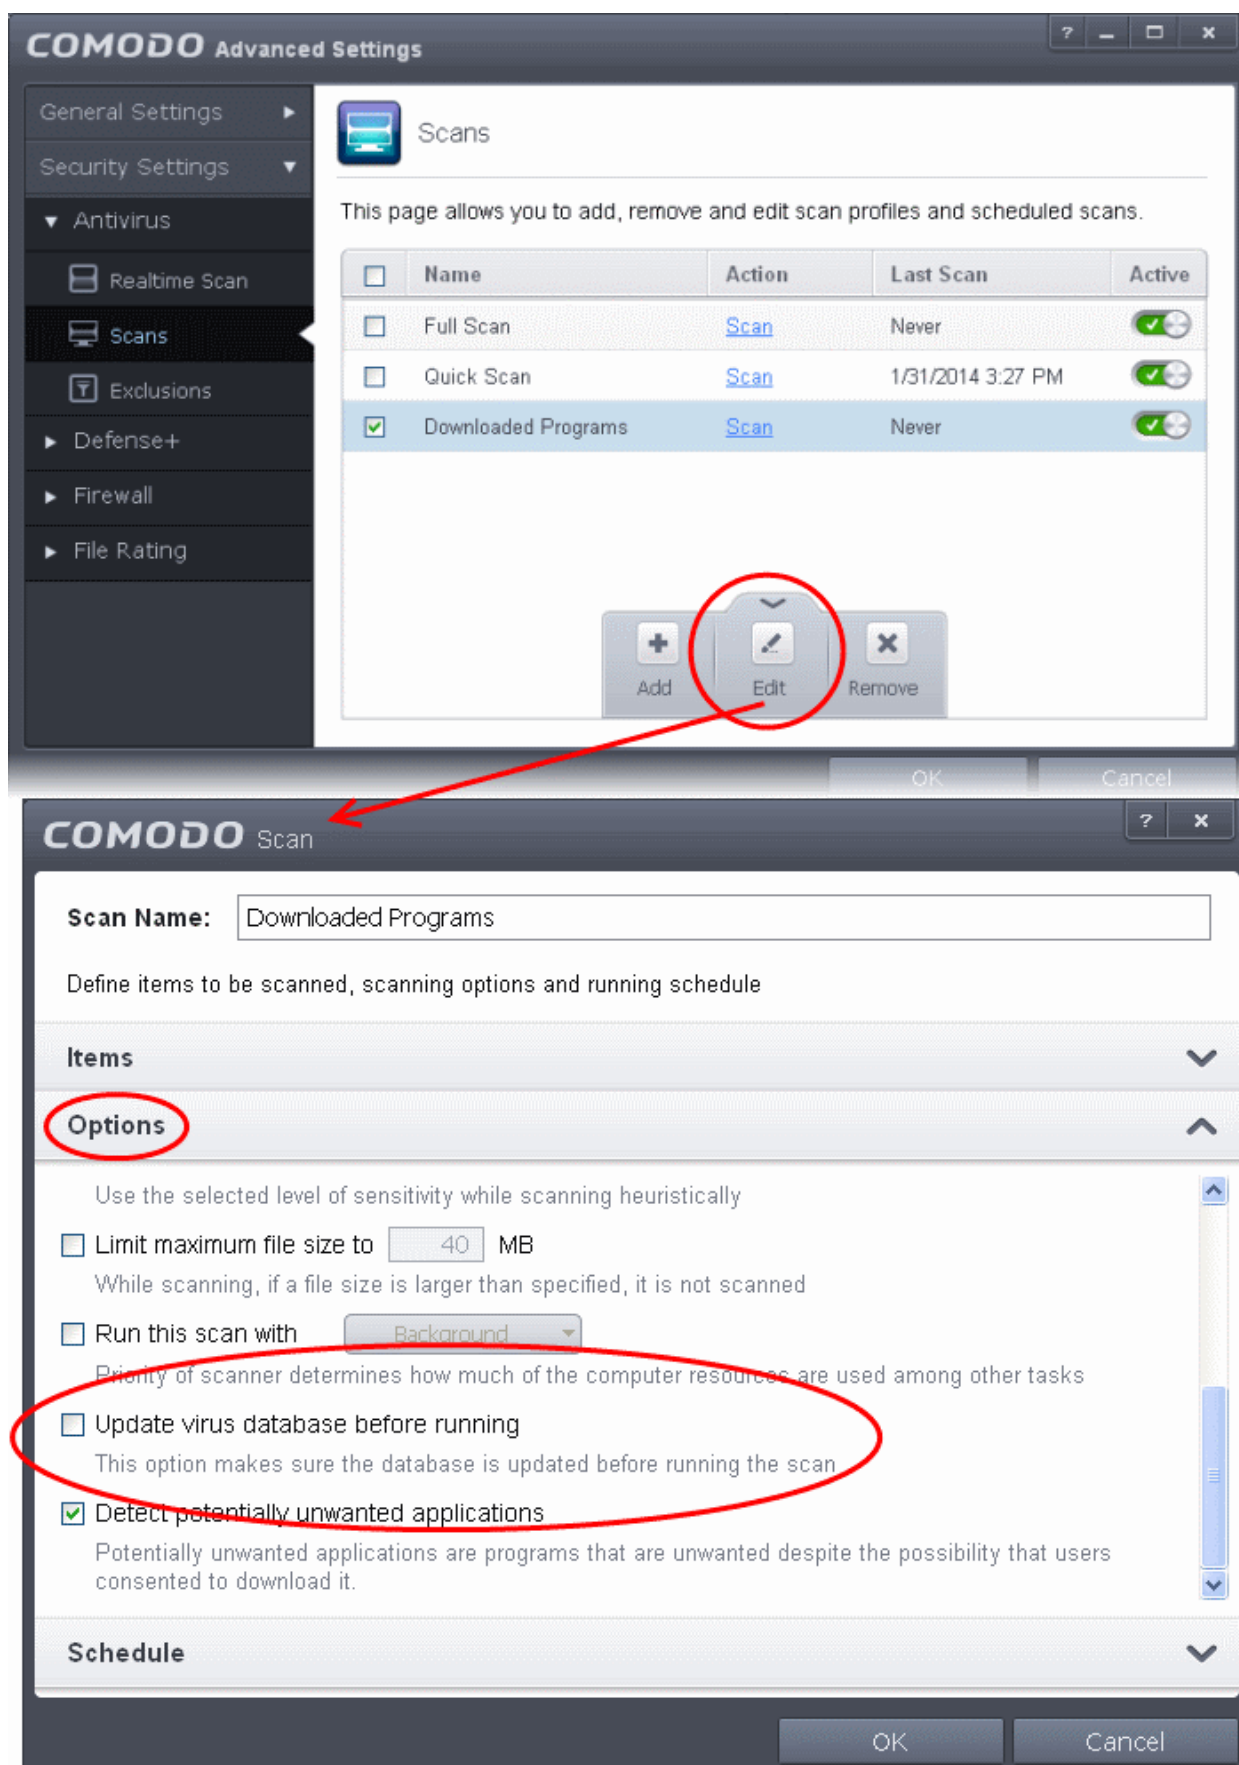 COMODO Advanced Settings
General Settings
Security Settings
Antivirus
Realtime Scan
Scans
Exclusions
Defense+
Firewall
File Rating
Scans
This page allows you to add, remove and edit scan profiles and scheduled scans.
Name Action Last Scan Active
Full Scan Scan Never
Quick Scan Scan 1/31/2014 3:27 PM
Downloaded Programs Scan Never
Add Edit Remove
OK Cancel
COMODO Scan
Scan Name: Downloaded Programs
Define items to be scanned, scanning options and running schedule
Items
Options
Use the selected level of sensitivity while scanning heuristically
Limit maximum file size to 40 MB
While scanning, if a file size is larger than specified, it is not scanned
Run this scan with Background
Priority of scanner determines how much of the computer resources are used among other tasks
Update virus database before running
This option makes sure the database is updated before running the scan
Detect potentially unwanted applications
Potentially unwanted applications are programs that are unwanted despite the possibility that users
consented to download it.
Schedule
OK Cancel